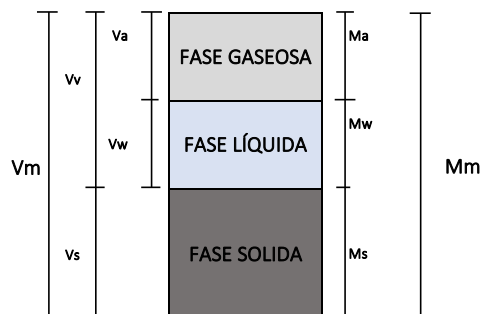 Va
Ma
Vv
FASE GASEOSA
Mw
Vw
FASE LÍQUIDA
Vm
Mm
Vs
FASE SOLIDA
Ms